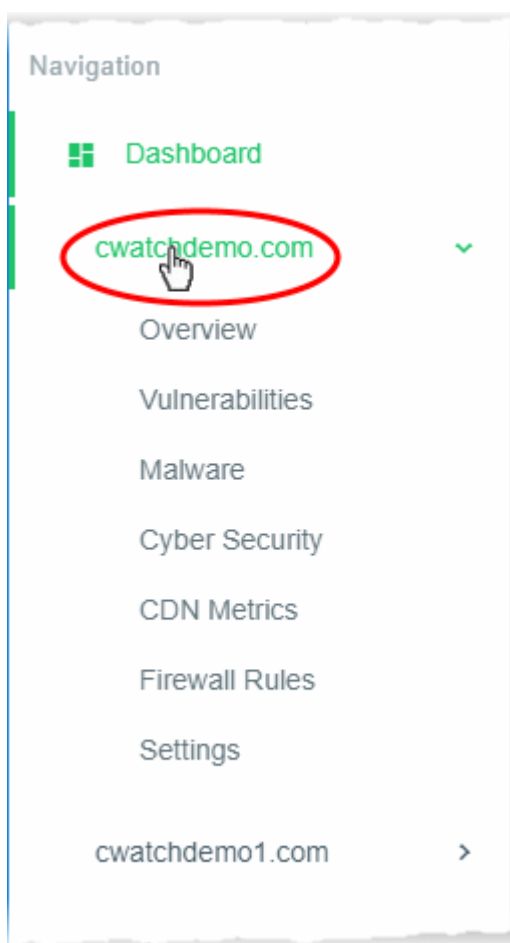 Navigation
Dashboard
cwatchdemo.com
Overview
Vulnerabilities
Malware
Cyber Security
CDN Metrics
Firewall Rules
Settings
cwatchdemo1.com